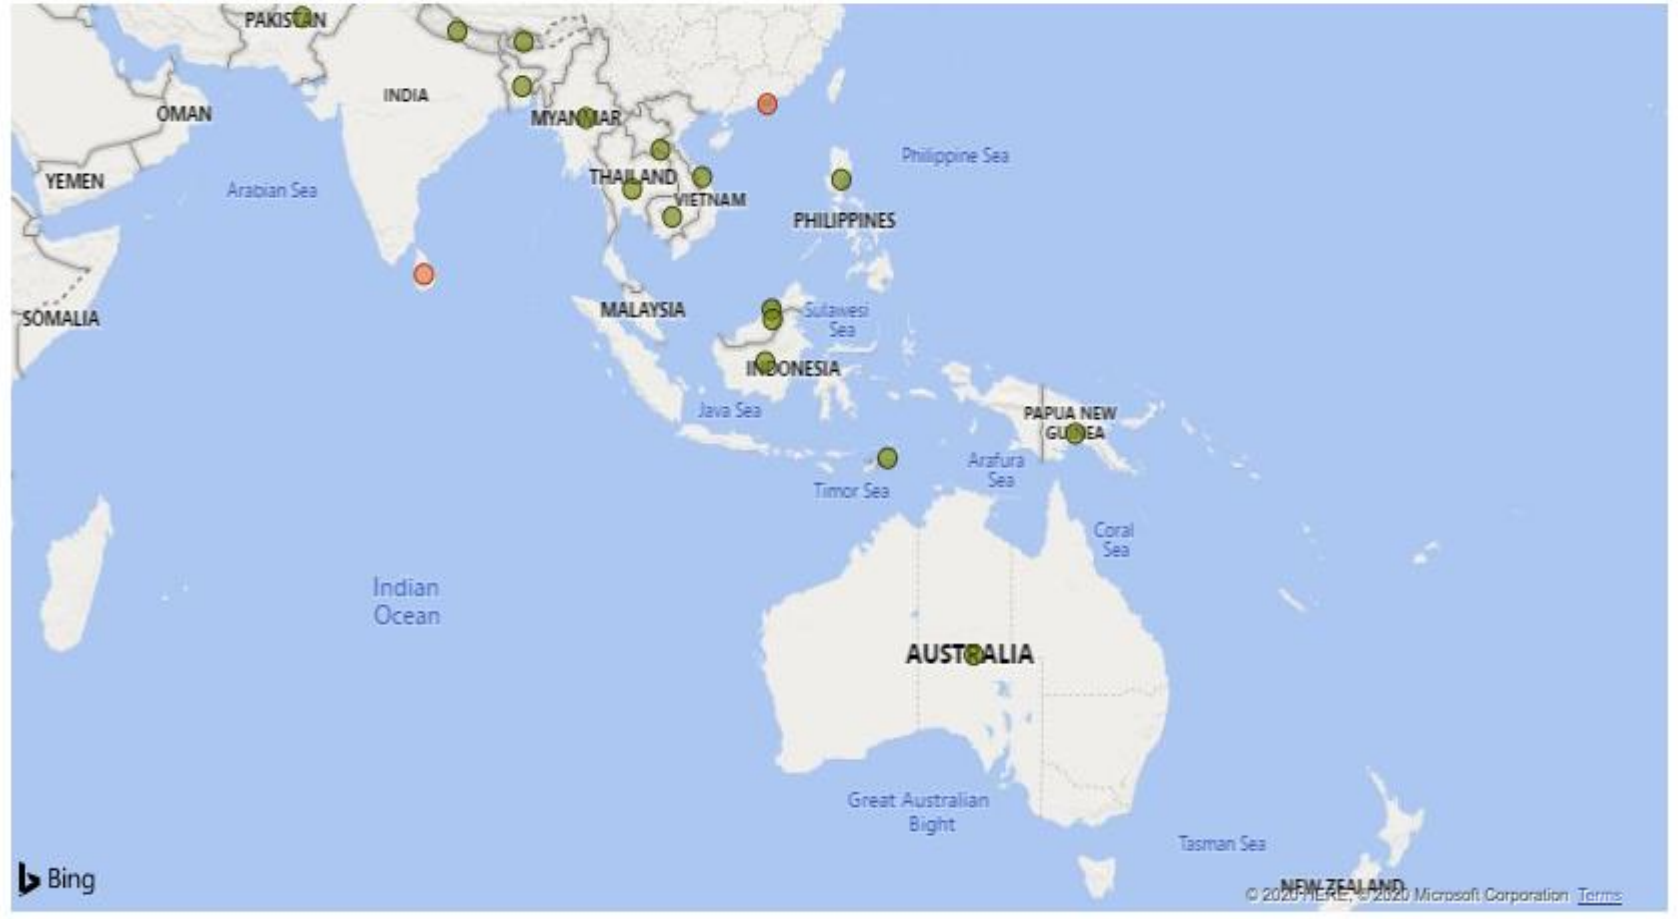 PAKISTAN
INDIA
OMAN
MYANMAR
Philippine Sea
YEMEN
THAILAND
Arabian Sea
VIETNAM
PHILIPPINES
MALAYSIA
Sulawesi
Sea
SOMALIA
INDONESIA
Java Sea
PAPUA NEW
GUINEA
Arafura
Sea
Timor Sea
Coral
Sea
Indian
Ocean
AUSTRALIA
Great Australian
Bight
Tasman Sea
Bing
NEW ZEALAND
© 2020 HERE, © 2020 Microsoft Corporation Terms